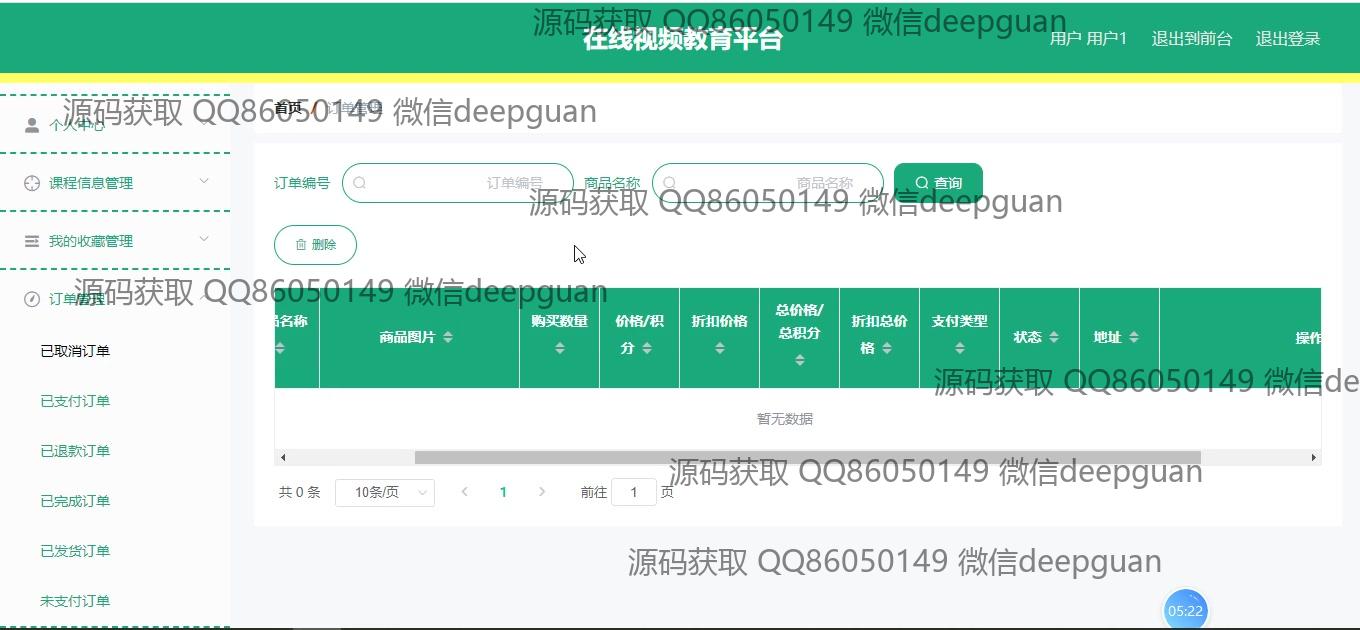 源码获取 QQ86050149 微信deepguan
在线视频教育平台
用户 用户1 退出到前台 退出登录
源码获取 QQ86050149 微信deepguan
首页 / 订单管理
个人中心
课程信息管理
我的收藏管理
订单管理
已取消订单
已支付订单
已退款订单
已完成订单
已发货订单
未支付订单
订单编号 订单编号 商品名称 商品名称 查询
源码获取 QQ86050149 微信deepguan
删除
源码获取 QQ86050149 微信deepguan
名称 商品图片 购买数量 价格/积分 折扣价格 总价格/总积分 折扣总价格 支付类型 状态 地址 操作
源码获取 QQ86050149 微信de
暂无数据
源码获取 QQ86050149 微信deepguan
共 0 条 10条/页 1 前往 1 页
源码获取 QQ86050149 微信deepguan
05:22